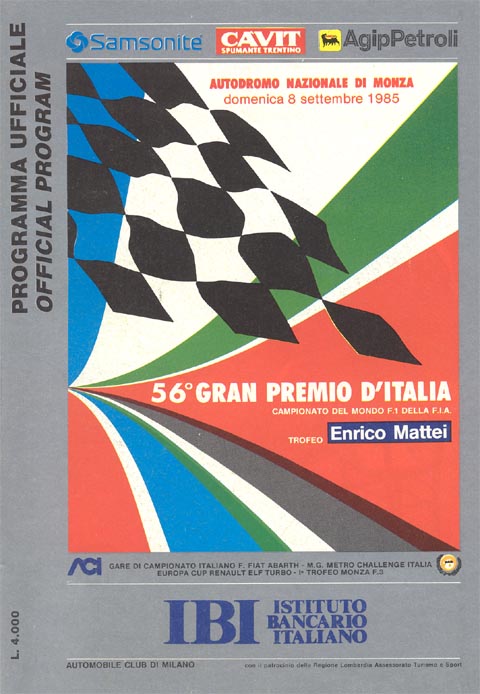 PROGRAMMA UFFICIALE
OFFICIAL PROGRAM
Samsonite
CAVIT
SPUMANTE TRENTINO
AgipPetroli
AUTODROMO NAZIONALE DI MONZA
domenica 8 settembre 1985
56° GRAN PREMIO D'ITALIA
CAMPIONATO DEL MONDO F.1 DELLA F.I.A.
TROFEO Enrico Mattei
ACI
GARE DI CAMPIONATO ITALIANO F. FIAT ABARTH - M.G. METRO CHALLENGE ITALIA
EUROPA CUP RENAULT ELF TURBO - I° TROFEO MONZA F.3
IBI
ISTITUTO
BANCARIO
ITALIANO
L. 4.000
AUTOMOBILE CLUB DI MILANO
con il patrocinio della Regione Lombardia Assessorato Turismo e Sport